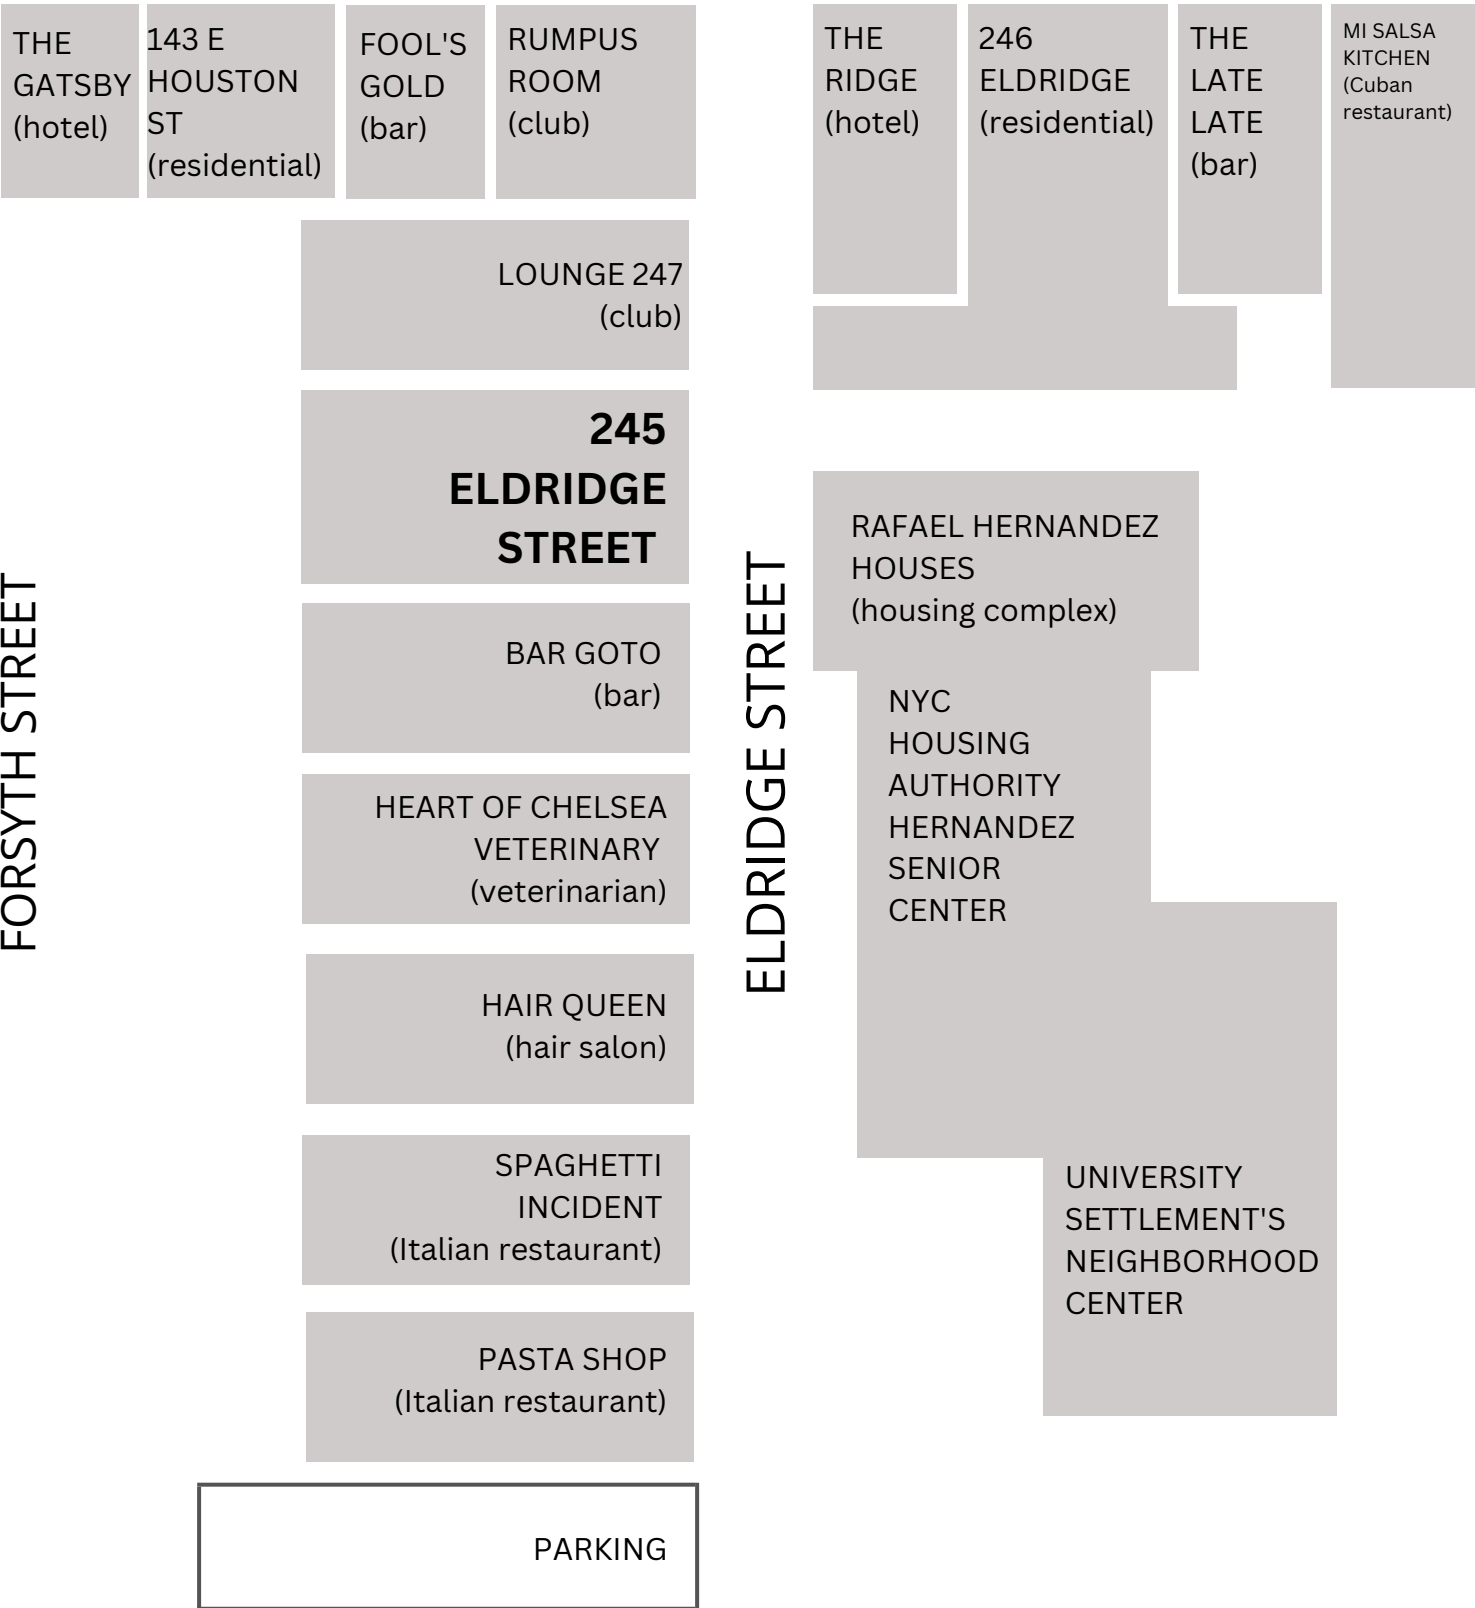 THE
GATSBY
(hotel)
143 E
HOUSTON
ST
(residential)
FOOL'S
GOLD
(bar)
RUMPUS
ROOM
(club)
THE
RIDGE
(hotel)
246
ELDRIDGE
(residential)
THE
LATE
LATE
(bar)
MI SALSA
KITCHEN
(Cuban
restaurant)
LOUNGE 247
(club)
245
ELDRIDGE
STREET
BAR GOTO
(bar)
HEART OF CHELSEA
VETERINARY
(veterinarian)
HAIR QUEEN
(hair salon)
SPAGHETTI
INCIDENT
(Italian restaurant)
PASTA SHOP
(Italian restaurant)
PARKING
FORSYTH STREET
ELDRIDGE STREET
RAFAEL HERNANDEZ
HOUSES
(housing complex)
NYC
HOUSING
AUTHORITY
HERNANDEZ
SENIOR
CENTER
UNIVERSITY
SETTLEMENT'S
NEIGHBORHOOD
CENTER